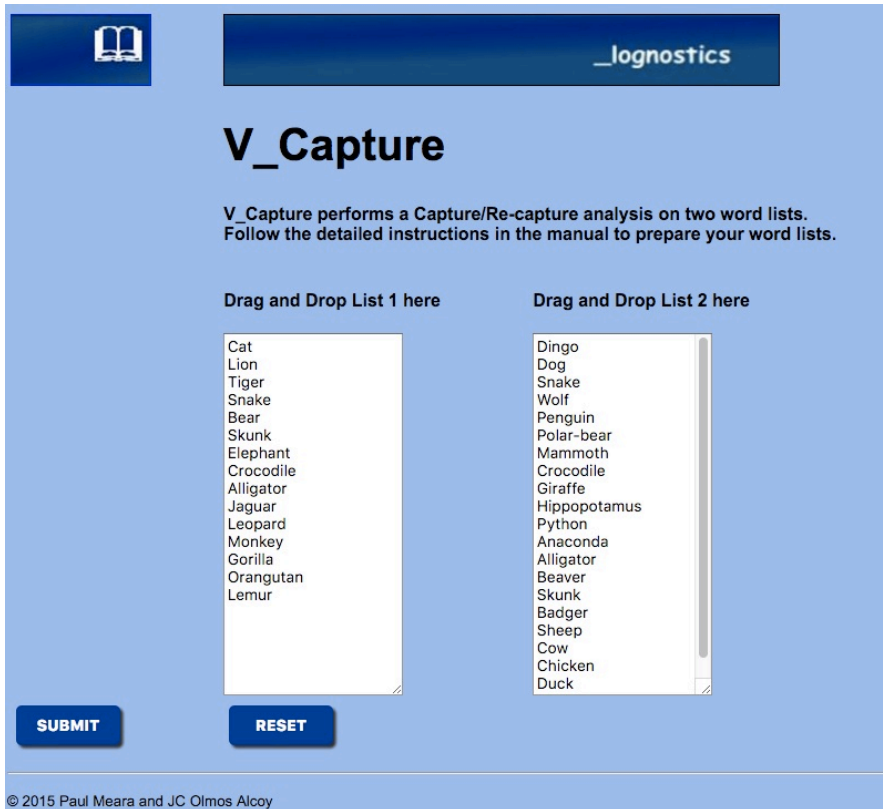 _lognostics
V_Capture
V_Capture performs a Capture/Re-capture analysis on two word lists.
Follow the detailed instructions in the manual to prepare your word lists.
Drag and Drop List 1 here
Cat
Lion
Tiger
Snake
Bear
Skunk
Elephant
Crocodile
Alligator
Jaguar
Leopard
Monkey
Gorilla
Orangutan
Lemur
Drag and Drop List 2 here
Dingo
Dog
Snake
Wolf
Penguin
Polar-bear
Mammoth
Crocodile
Giraffe
Hippopotamus
Python
Anaconda
Alligator
Beaver
Skunk
Badger
Sheep
Cow
Chicken
Duck
SUBMIT
RESET
© 2015 Paul Meara and JC Olmos Alcoy